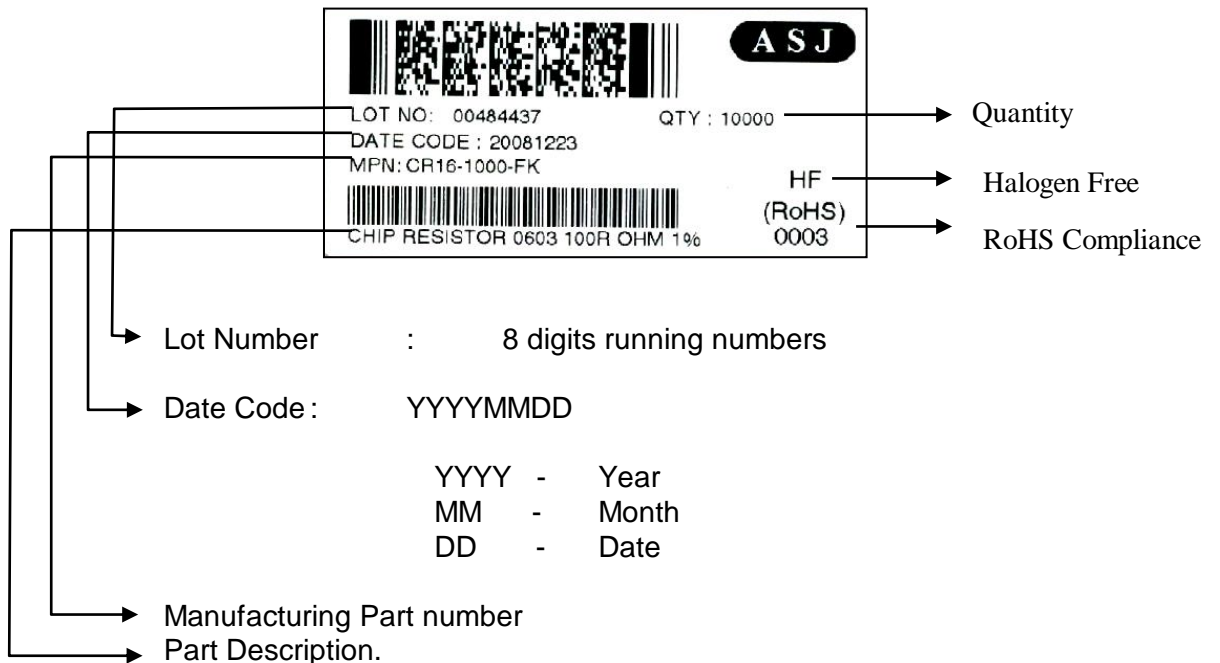 ASJ
LOT NO: 00484437 QTY : 10000
Quantity
DATE CODE : 20081223
MPN: CR16-1000-FK
HF
Halogen Free
(RoHS)
CHIP RESISTOR 0603 100R OHM 1%
0003
RoHS Compliance
Lot Number : 8 digits running numbers
Date Code : YYYYMMDD
YYYY - Year
MM - Month
DD - Date
Manufacturing Part number
Part Description.